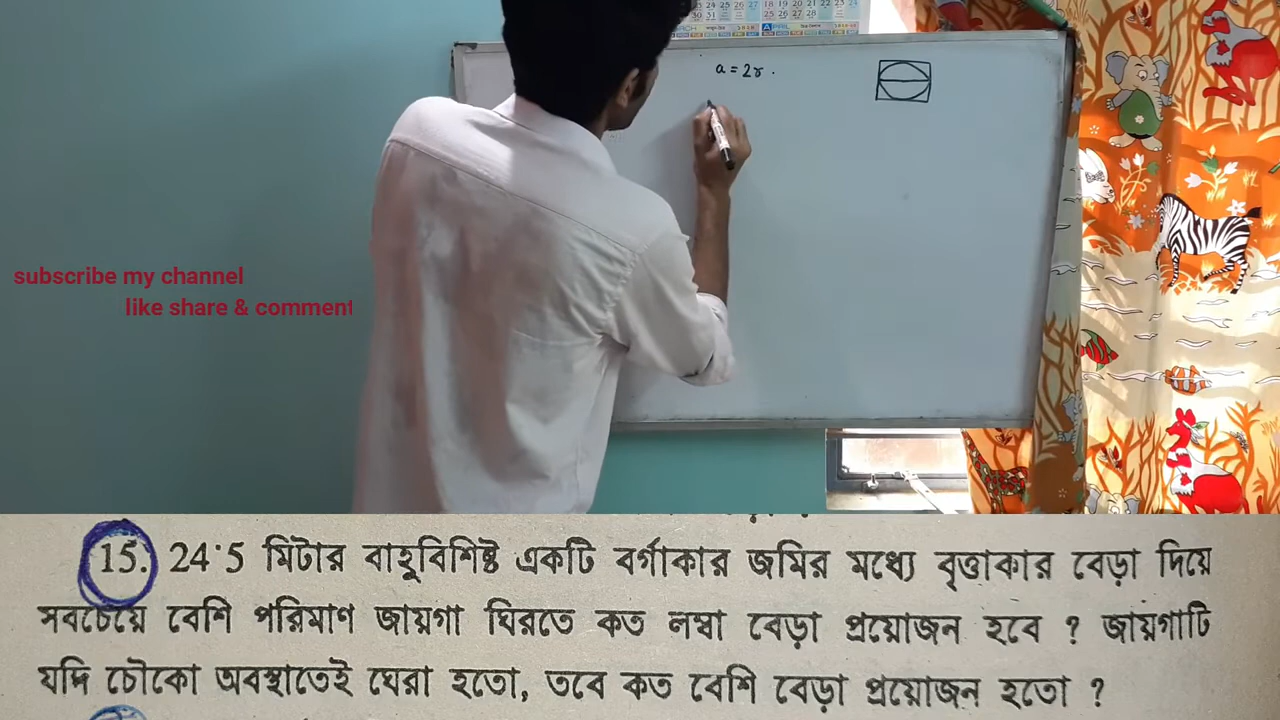 a = 2r.
subscribe my channel
like share & comment
15. 24·5 মিটার বাহুবিশিষ্ট একটি বর্গাকার জমির মধ্যে বৃত্তাকার বেড়া দিয়ে
সবচেয়ে বেশি পরিমাণ জায়গা ঘিরতে কত লম্বা বেড়া প্রয়োজন হবে ? জায়গাটি
যদি চৌকো অবস্থাতেই ঘেরা হতো, তবে কত বেশি বেড়া প্রয়োজন হতো ?